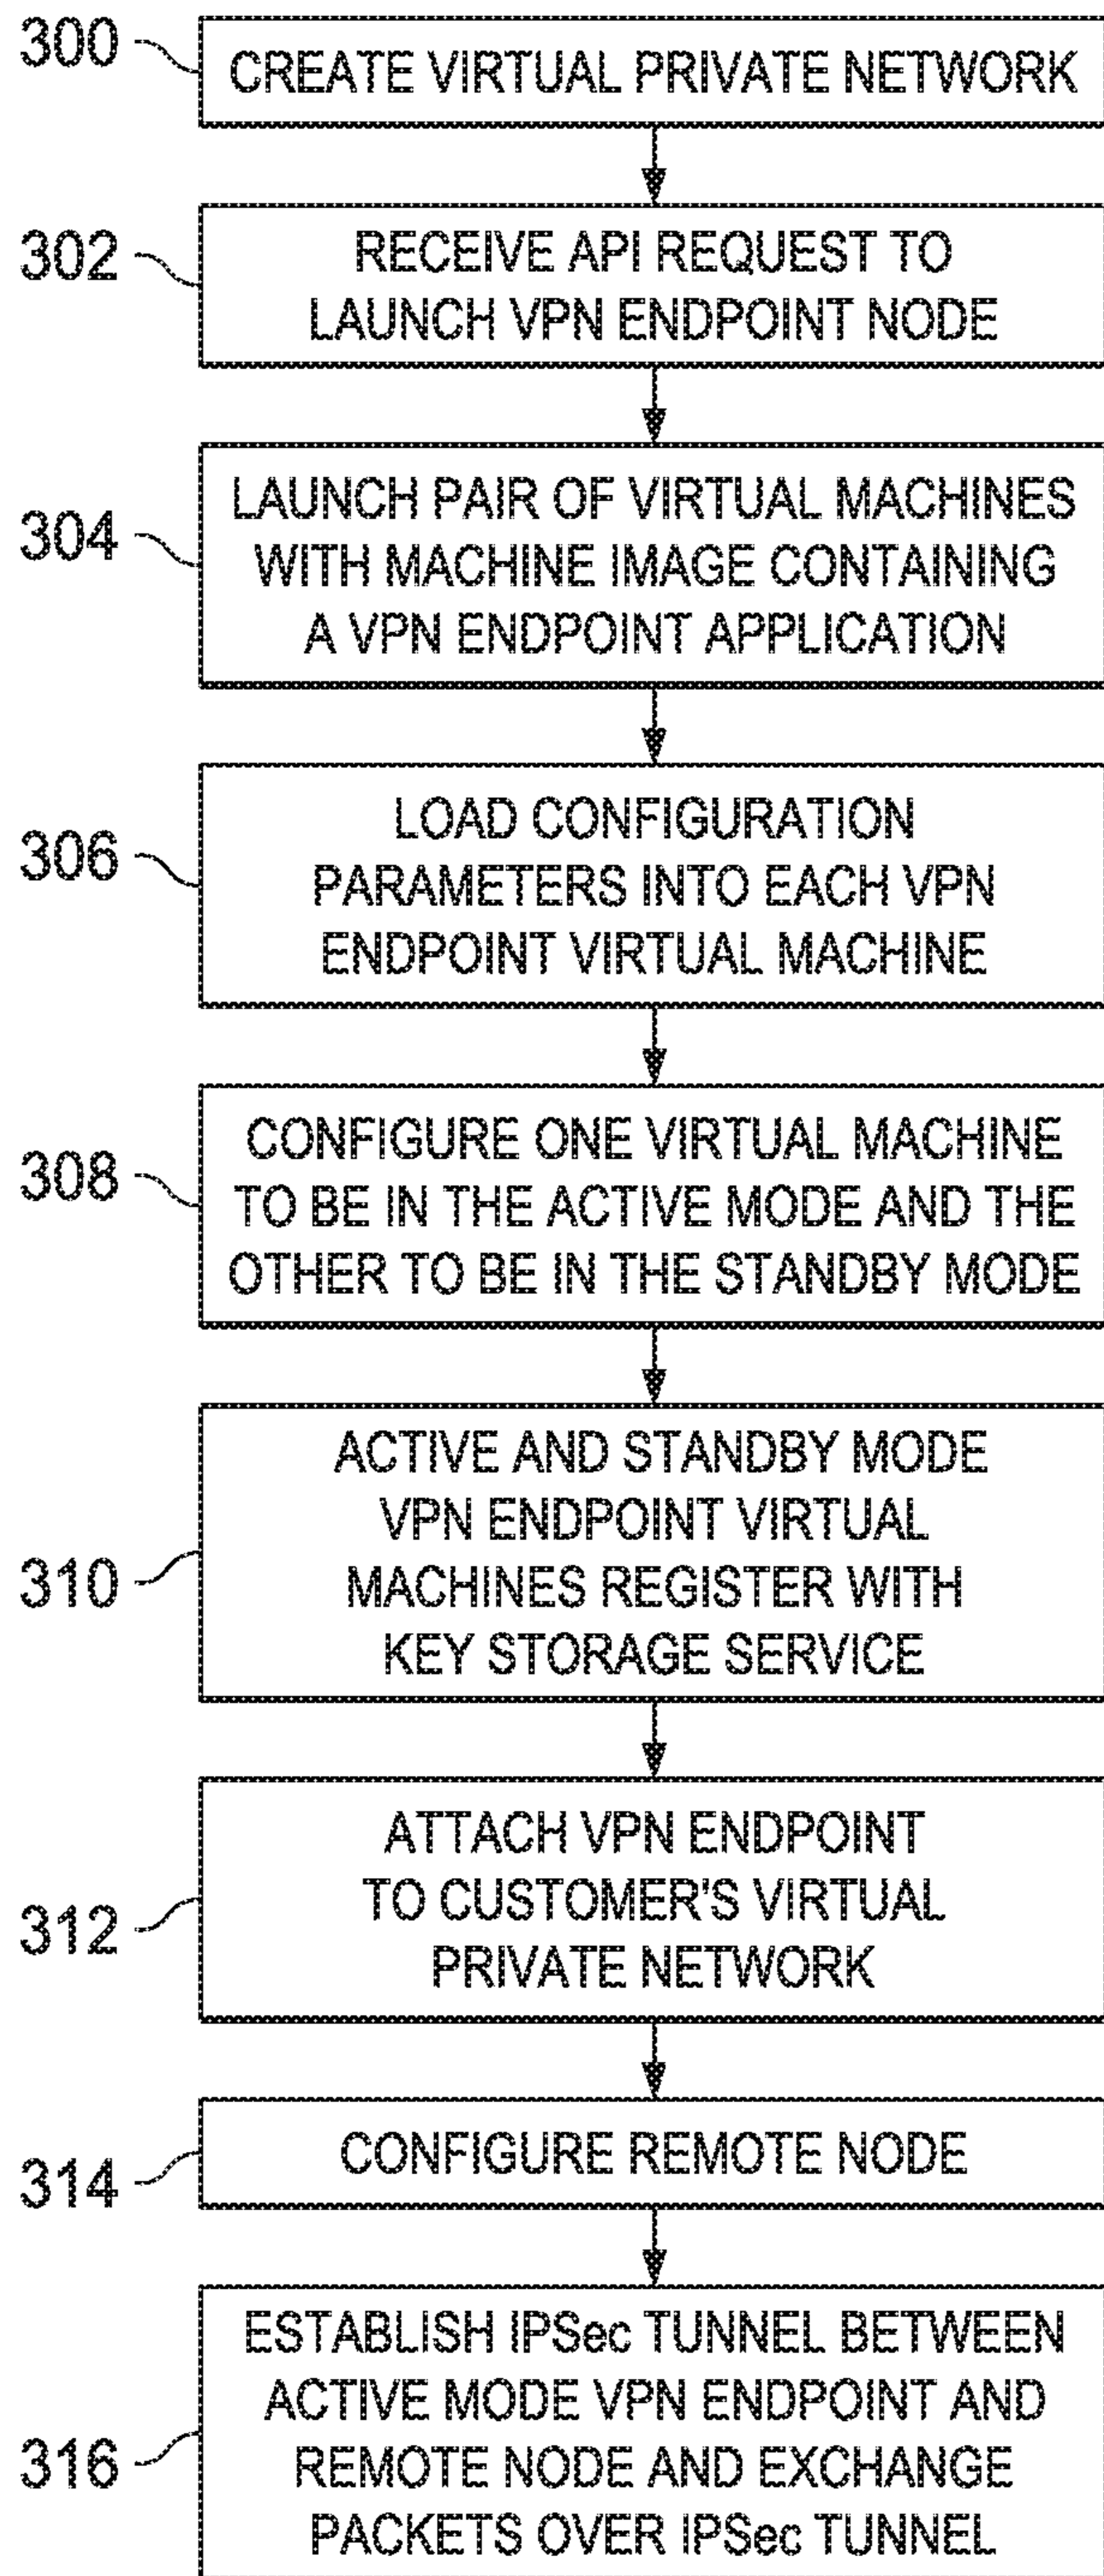 300
CREATE VIRTUAL PRIVATE NETWORK
302
RECEIVE API REQUEST TO
LAUNCH VPN ENDPOINT NODE
304
LAUNCH PAIR OF VIRTUAL MACHINES
WITH MACHINE IMAGE CONTAINING
A VPN ENDPOINT APPLICATION
306
LOAD CONFIGURATION
PARAMETERS INTO EACH VPN
ENDPOINT VIRTUAL MACHINE
308
CONFIGURE ONE VIRTUAL MACHINE
TO BE IN THE ACTIVE MODE AND THE
OTHER TO BE IN THE STANDBY MODE
310
ACTIVE AND STANDBY MODE
VPN ENDPOINT VIRTUAL
MACHINES REGISTER WITH
KEY STORAGE SERVICE
312
ATTACH VPN ENDPOINT
TO CUSTOMER'S VIRTUAL
PRIVATE NETWORK
314
CONFIGURE REMOTE NODE
316
ESTABLISH IPSec TUNNEL BETWEEN
ACTIVE MODE VPN ENDPOINT AND
REMOTE NODE AND EXCHANGE
PACKETS OVER IPSec TUNNEL